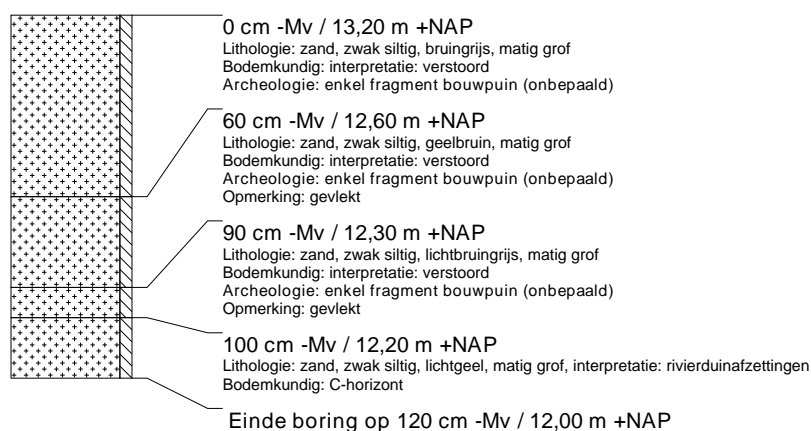 0 cm -Mv / 13,20 m +NAP
Lithologie: zand, zwak siltig, bruingrijs, matig grof
Bodemkundig: interpretatie: verstoord
Archeologie: enkel fragment bouwpuin (onbepaald)
60 cm -Mv / 12,60 m +NAP
Lithologie: zand, zwak siltig, geelbruin, matig grof
Bodemkundig: interpretatie: verstoord
Archeologie: enkel fragment bouwpuin (onbepaald)
Opmerking: gevlekt
90 cm -Mv / 12,30 m +NAP
Lithologie: zand, zwak siltig, lichtbruingrijs, matig grof
Bodemkundig: interpretatie: verstoord
Archeologie: enkel fragment bouwpuin (onbepaald)
Opmerking: gevlekt
100 cm -Mv / 12,20 m +NAP
Lithologie: zand, zwak siltig, lichtgeel, matig grof, interpretatie: rivierduinafzettingen
Bodemkundig: C-horizont
Einde boring op 120 cm -Mv / 12,00 m +NAP